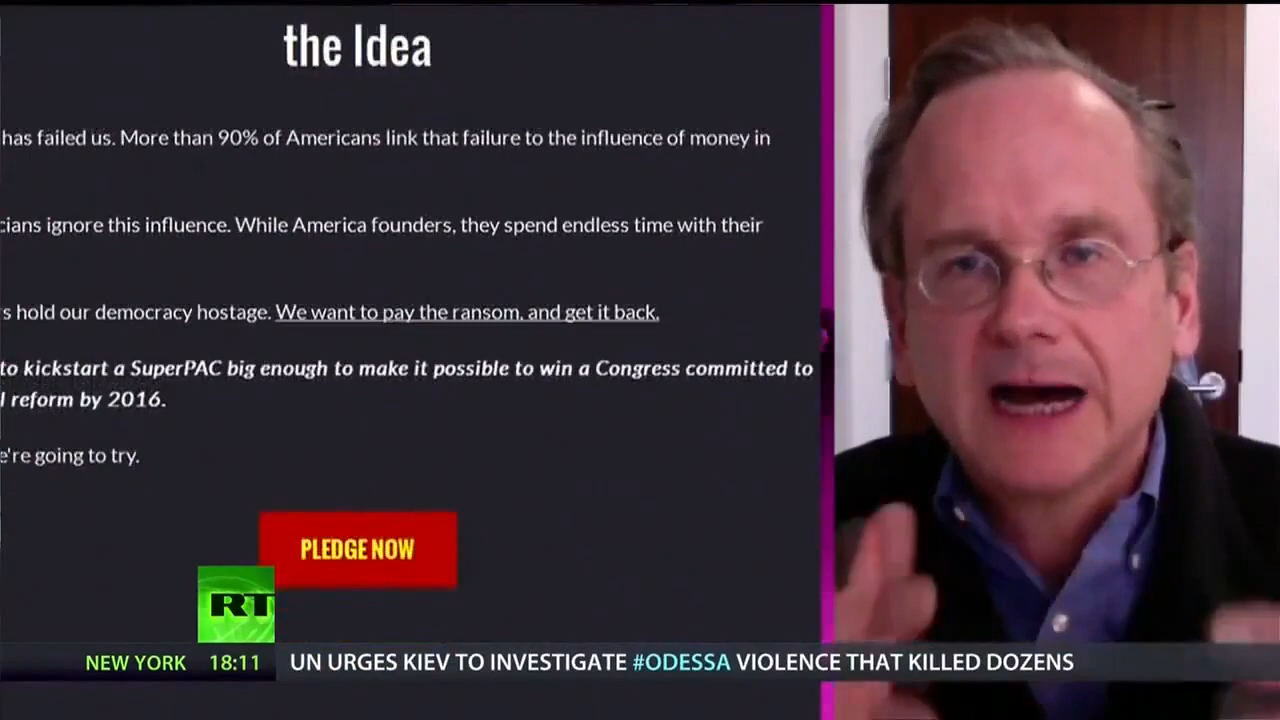 the Idea
has failed us. More than 90% of Americans link that failure to the influence of money in
cians ignore this influence. While America founders, they spend endless time with their
s hold our democracy hostage. We want to pay the ransom, and get it back.
to kickstart a SuperPAC big enough to make it possible to win a Congress committed to
l reform by 2016.
e're going to try.
PLEDGE NOW
RT
NEW YORK 18:11 UN URGES KIEV TO INVESTIGATE #ODESSA VIOLENCE THAT KILLED DOZENS